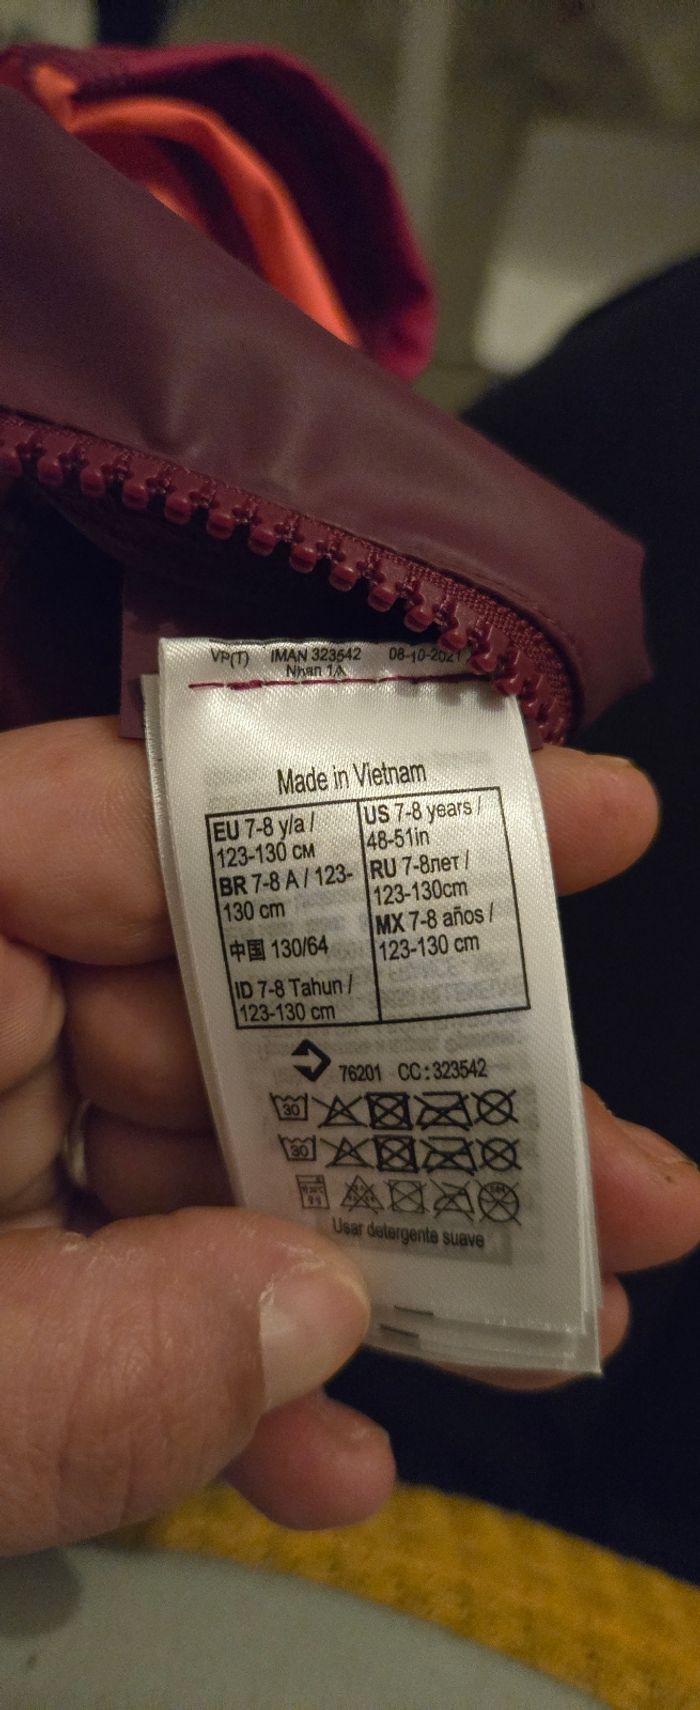 VP(T) IMAN 323542 08-10-2021
Nhan 1A
Made in Vietnam
EU 7-8 y/a /
123-130 см
BR 7-8 A / 123-
130 cm
中国 130/64
ID 7-8 Tahun /
123-130 cm
US 7-8 years /
48-51in
RU 7-8лет /
123-130cm
MX 7-8 años /
123-130 cm
76201 CC:323542
30
30
Usar detergente suave